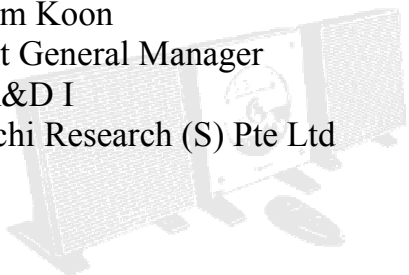 m Koon
t General Manager
&D I
chi Research (S) Pte Ltd